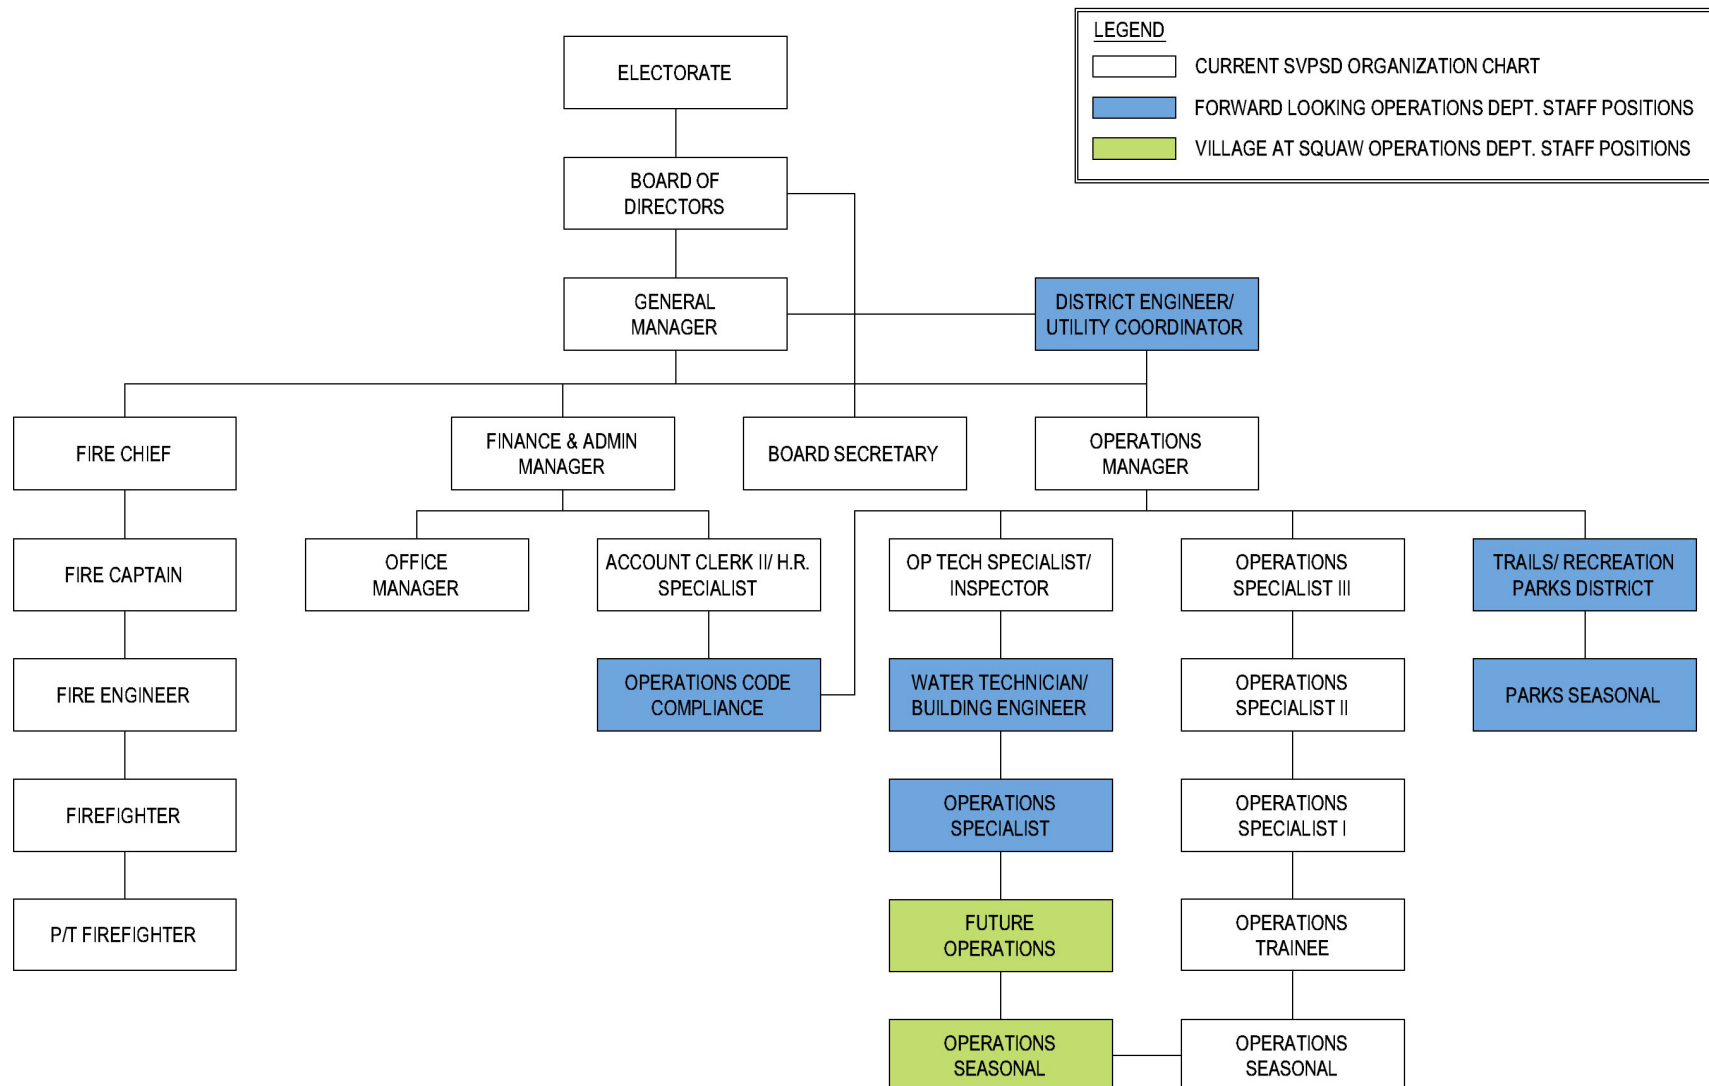 LEGEND
CURRENT SVPSD ORGANIZATION CHART
FORWARD LOOKING OPERATIONS DEPT. STAFF POSITIONS
VILLAGE AT SQUAW OPERATIONS DEPT. STAFF POSITIONS
ELECTORATE
BOARD OF
DIRECTORS
GENERAL
MANAGER
DISTRICT ENGINEER/
UTILITY COORDINATOR
FIRE CHIEF
FINANCE & ADMIN
MANAGER
BOARD SECRETARY
OPERATIONS
MANAGER
FIRE CAPTAIN
OFFICE
MANAGER
ACCOUNT CLERK II/ H.R.
SPECIALIST
OP TECH SPECIALIST/
INSPECTOR
OPERATIONS
SPECIALIST III
TRAILS/ RECREATION
PARKS DISTRICT
FIRE ENGINEER
OPERATIONS CODE
COMPLIANCE
WATER TECHNICIAN/
BUILDING ENGINEER
OPERATIONS
SPECIALIST II
PARKS SEASONAL
FIREFIGHTER
OPERATIONS
SPECIALIST
OPERATIONS
SPECIALIST I
P/T FIREFIGHTER
FUTURE
OPERATIONS
OPERATIONS
TRAINEE
OPERATIONS
SEASONAL
OPERATIONS
SEASONAL